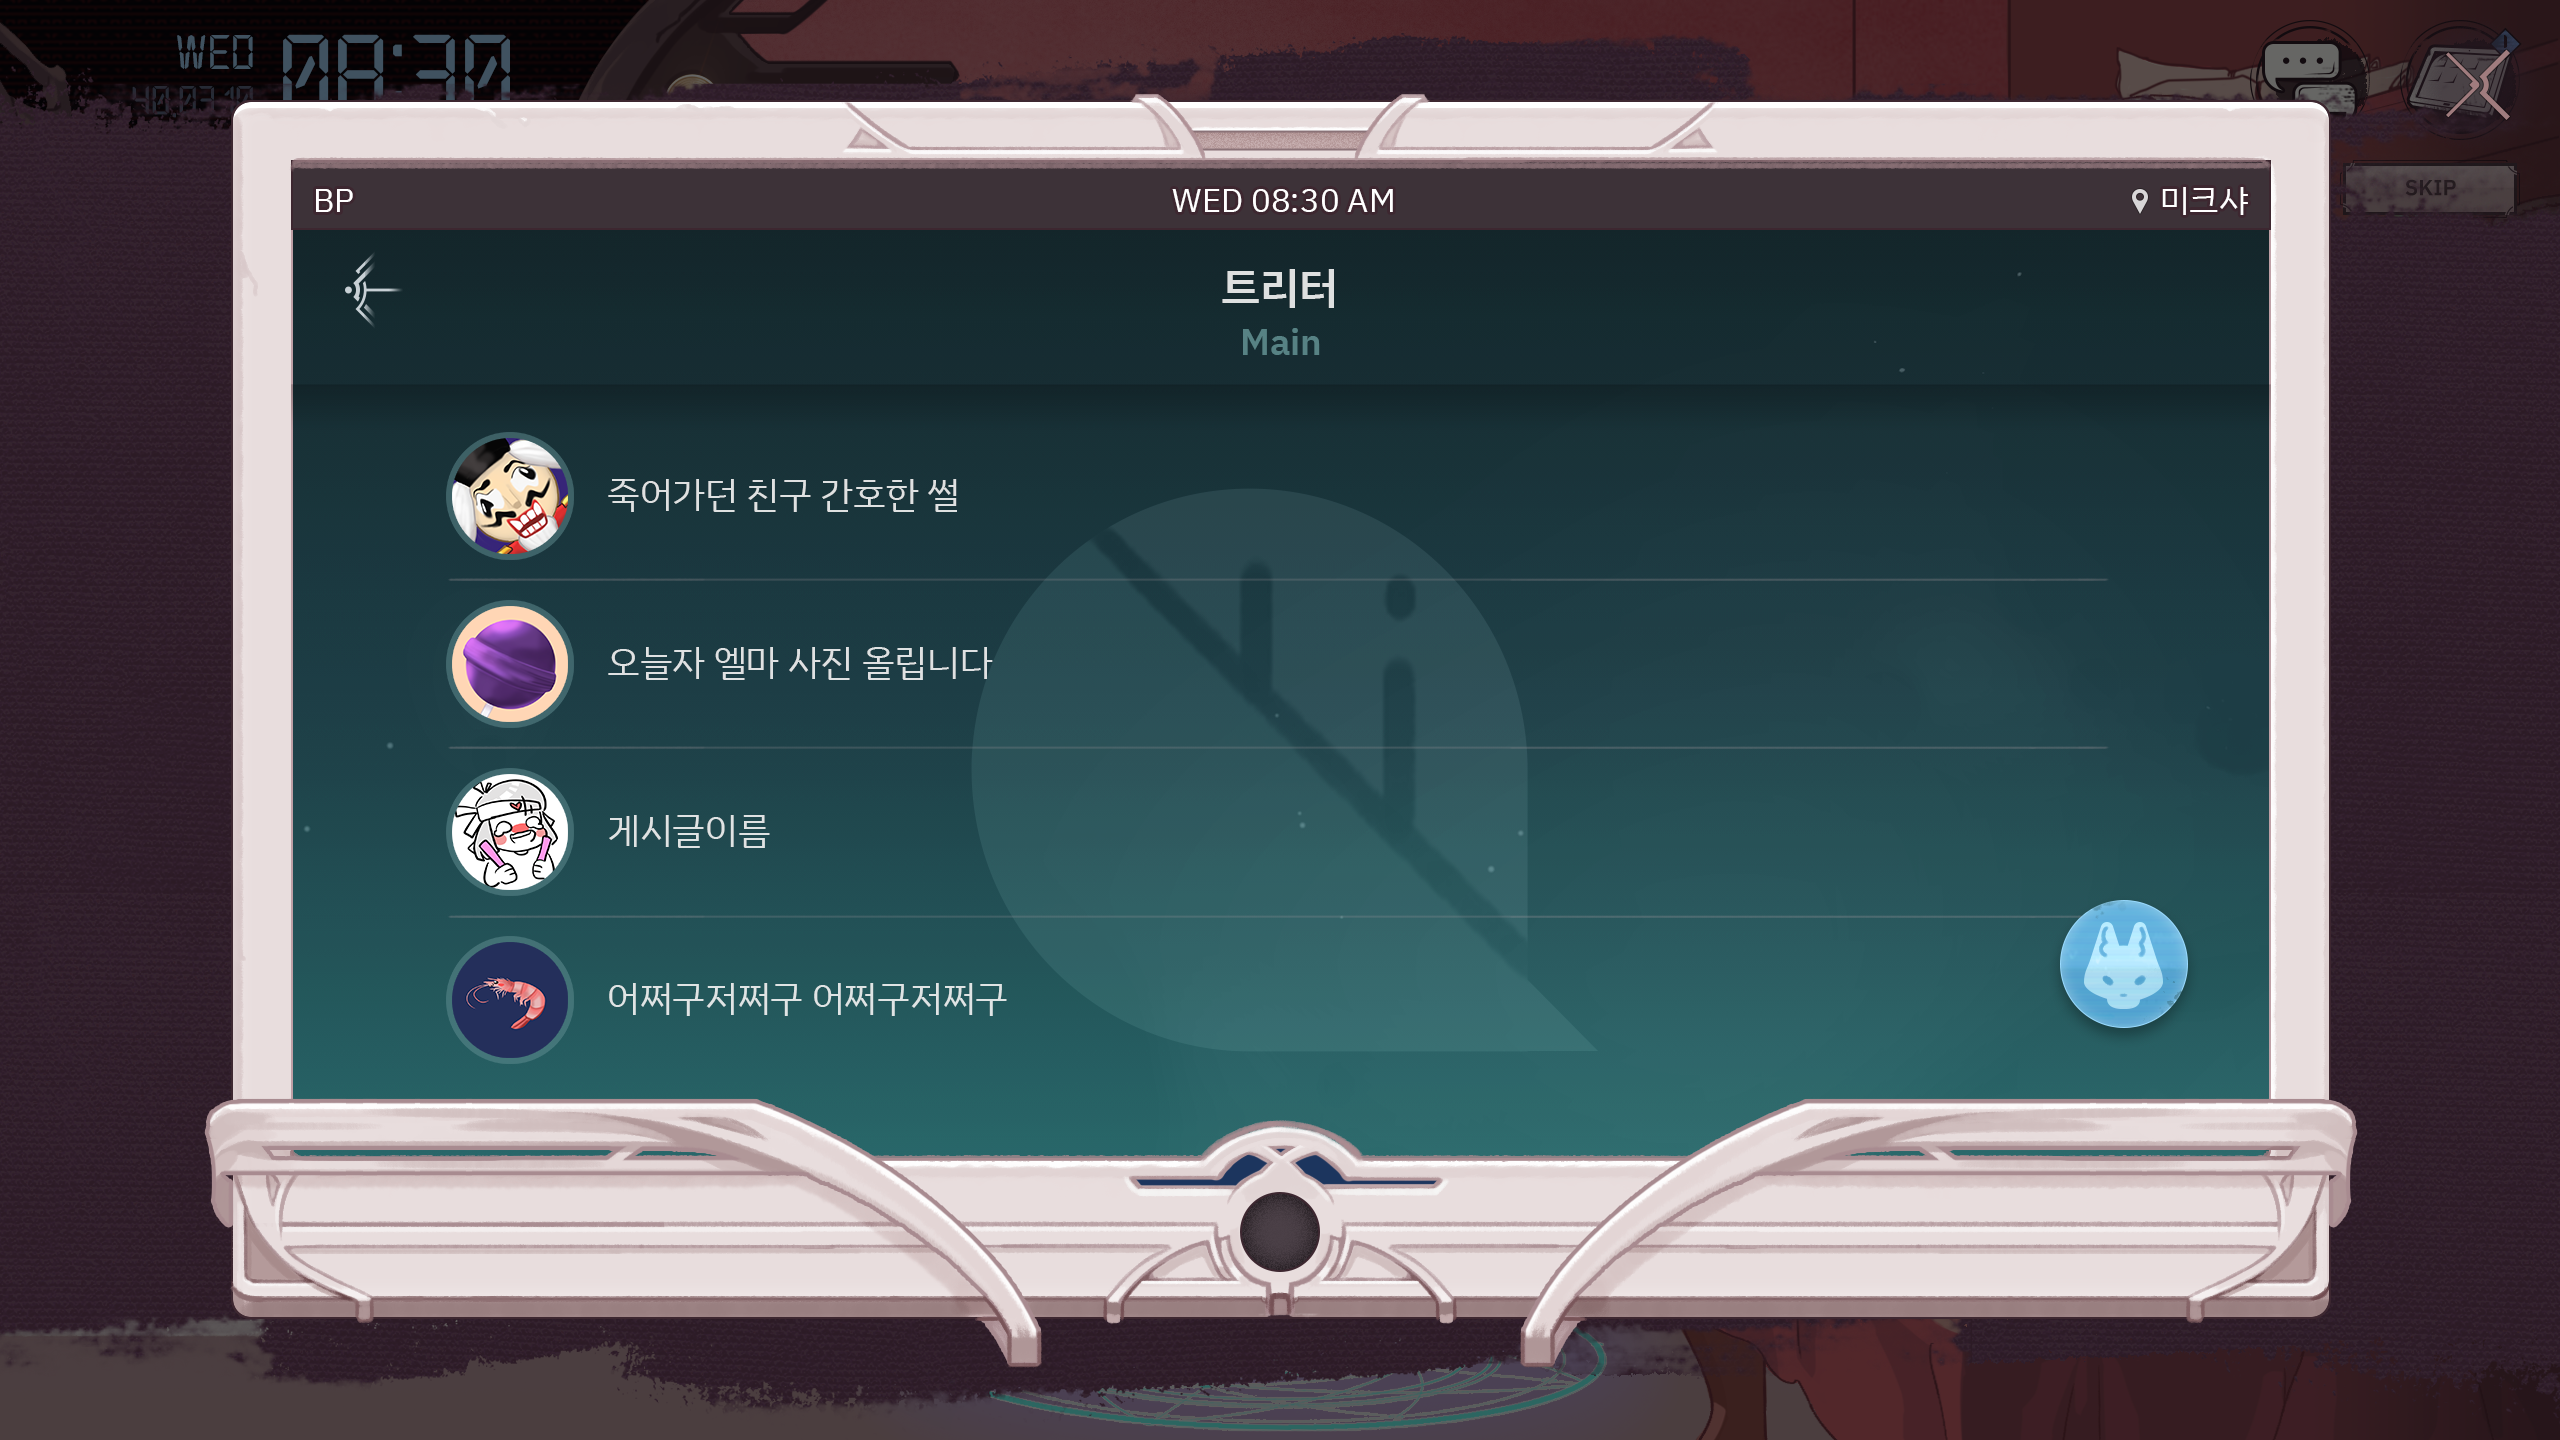 WED
08:30
BP
WED 08:30 AM
미크샤
SKIP
트리터
Main
죽어가던 친구 간호한 썰
오늘자 엘마 사진 올립니다
게시글이름
어쩌구저쩌구 어쩌구저쩌구